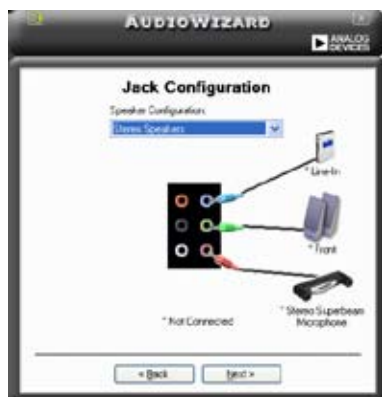 AUDIOWIZARD
ANALOG
DEVICES
Jack Configuration
Speaker Configuration:
Stereo Speakers
* Line-In
* Front
* Stereo Superbeam
Microphone
* Not Connected
< Back
Next >